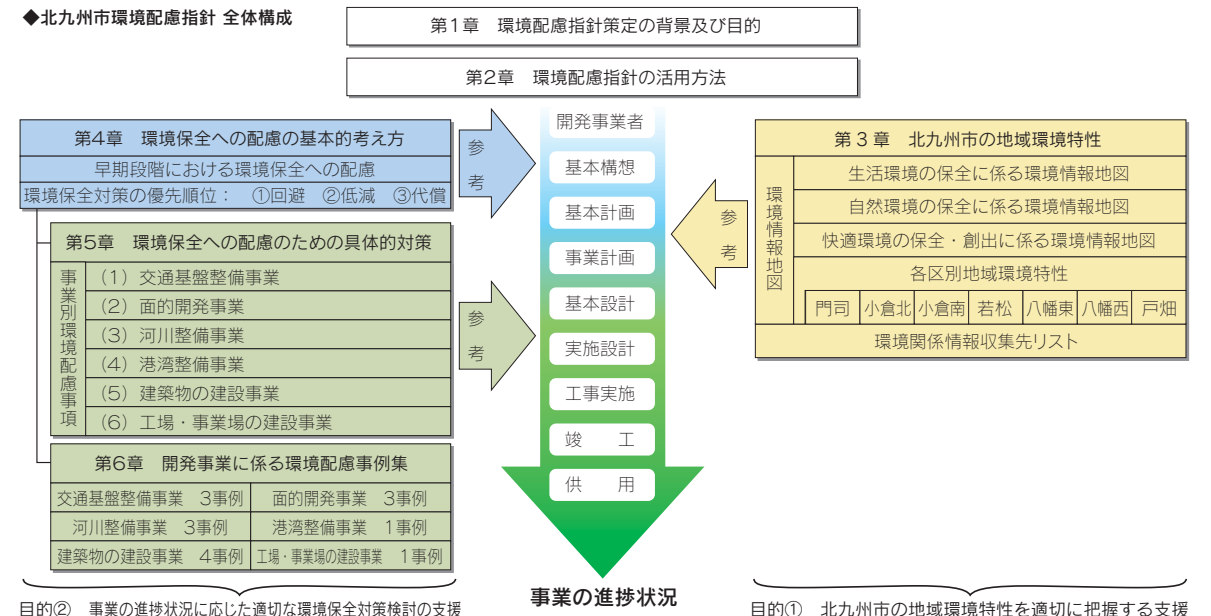 ◆北九州市環境配慮指針 全体構成
第1章　環境配慮指針策定の背景及び目的
第2章　環境配慮指針の活用方法
第4章　環境保全への配慮の基本的考え方
早期段階における環境保全への配慮
環境保全対策の優先順位：　①回避　②低減　③代償
参考
第5章　環境保全への配慮のための具体的対策
事業別環境配慮事項
（1）交通基盤整備事業
（2）面的開発事業
（3）河川整備事業
（4）港湾整備事業
（5）建築物の建設事業
（6）工場・事業場の建設事業
参考
第6章　開発事業に係る環境配慮事例集
交通基盤整備事業　3事例　面的開発事業　3事例
河川整備事業　3事例　港湾整備事業　1事例
建築物の建設事業　4事例　工場・事業場の建設事業　1事例
目的②　事業の進捗状況に応じた適切な環境保全対策検討の支援
開発事業者
基本構想
基本計画
事業計画
基本設計
実施設計
工事実施
竣　工
供　用
事業の進捗状況
参考
第3章　北九州市の地域環境特性
環境情報地図
生活環境の保全に係る環境情報地図
自然環境の保全に係る環境情報地図
快適環境の保全・創出に係る環境情報地図
各区別地域環境特性
門司　小倉北　小倉南　若松　八幡東　八幡西　戸畑
環境関係情報収集先リスト
目的①　北九州市の地域環境特性を適切に把握する支援